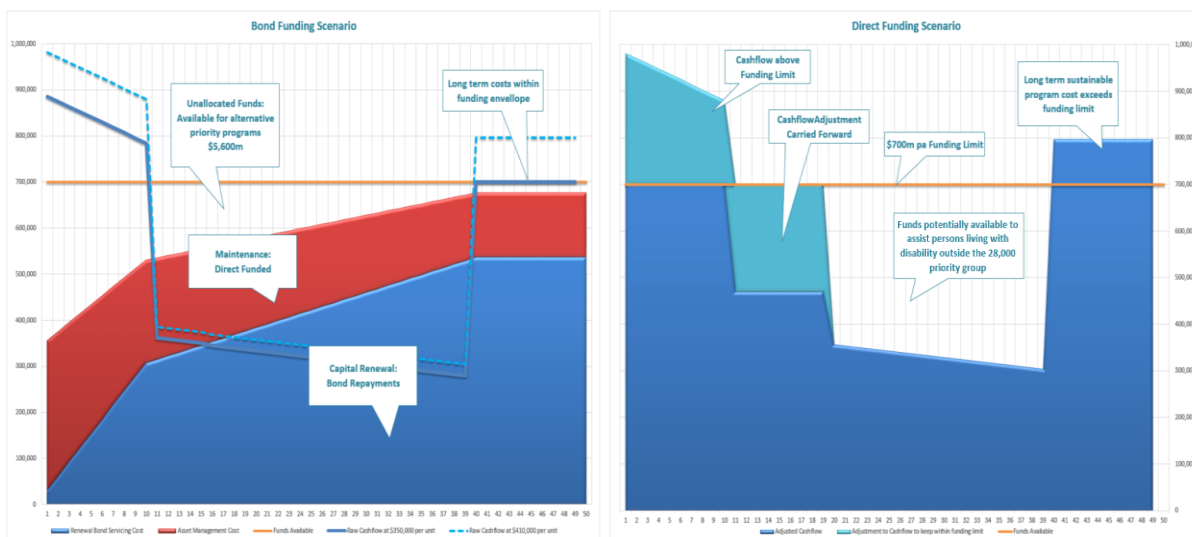 Bond Funding Scenario
1,000,000
900,000
800,000
700,000
600,000
500,000
400,000
300,000
200,000
100,000
0
Unallocated Funds:
Available for alternative
priority programs
$5,600m
Long term costs within
funding envelope
Maintenance:
Direct Funded
Capital Renewal:
Bond Repayments
1 2 3 4 5 6 7 8 9 10 11 12 13 14 15 16 17 18 19 20 21 22 23 24 25 26 27 28 29 30 31 32 33 34 35 36 37 38 39 40 41 42 43 44 45 46 47 48 49 50
Renewal Bond Servicing Cost
Asset Management Cost
Funds Available
Raw Cashflow at $350,000 per unit
Raw Cashflow at $410,000 per unit
Direct Funding Scenario
Cashflow above
Funding Limit
CashflowAdjustment
Carried Forward
$700m pa Funding Limit
Long term sustainable
program cost exceeds
funding limit
Funds potentially available to
assist persons living with
disability outside the 28,000
priority group
1,000,000
900,000
800,000
700,000
600,000
500,000
400,000
300,000
200,000
100,000
0
1 2 3 4 5 6 7 8 9 10 11 12 13 14 15 16 17 18 19 20 21 22 23 24 25 26 27 28 29 30 31 32 33 34 35 36 37 38 39 40 41 42 43 44 45 46 47 48 49 50
Adjusted Cashflow
Adjustment to Cashflow to keep within funding limit
Funds Available